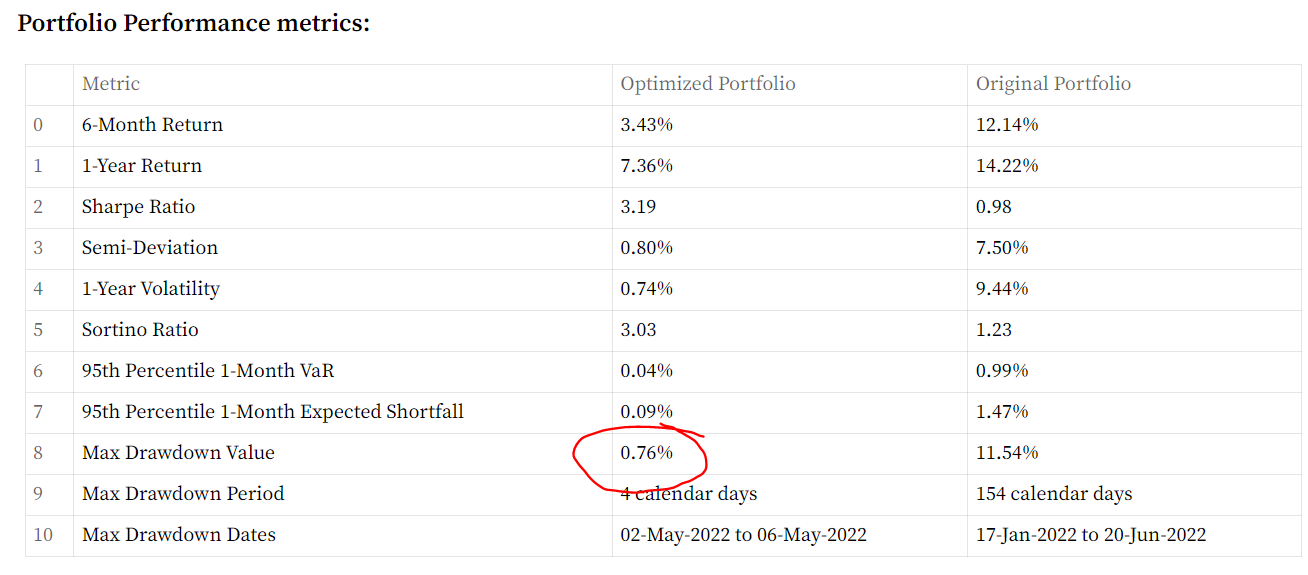 Portfolio Performance metrics:
Metric Optimized Portfolio Original Portfolio
0 6-Month Return 3.43% 12.14%
1 1-Year Return 7.36% 14.22%
2 Sharpe Ratio 3.19 0.98
3 Semi-Deviation 0.80% 7.50%
4 1-Year Volatility 0.74% 9.44%
5 Sortino Ratio 3.03 1.23
6 95th Percentile 1-Month VaR 0.04% 0.99%
7 95th Percentile 1-Month Expected Shortfall 0.09% 1.47%
8 Max Drawdown Value 0.76% 11.54%
9 Max Drawdown Period 4 calendar days 154 calendar days
10 Max Drawdown Dates 02-May-2022 to 06-May-2022 17-Jan-2022 to 20-Jun-2022